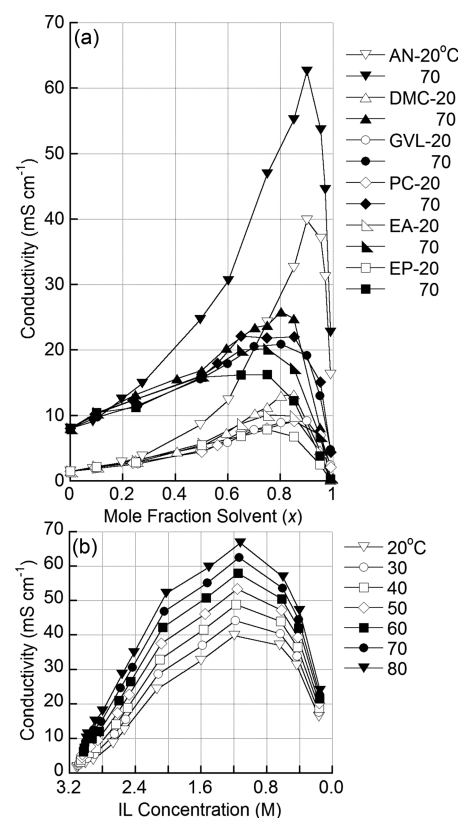 (a)
70
60
50
40
30
20
10
0
Conductivity (mS cm⁻¹)
0 0.2 0.4 0.6 0.8 1
Mole Fraction Solvent (x)
AN-20°C
70
DMC-20
70
GVL-20
70
PC-20
70
EA-20
70
EP-20
70
(b)
70
60
50
40
30
20
10
0
Conductivity (mS cm⁻¹)
3.2 2.4 1.6 0.8 0.0
IL Concentration (M)
20°C
30
40
50
60
70
80